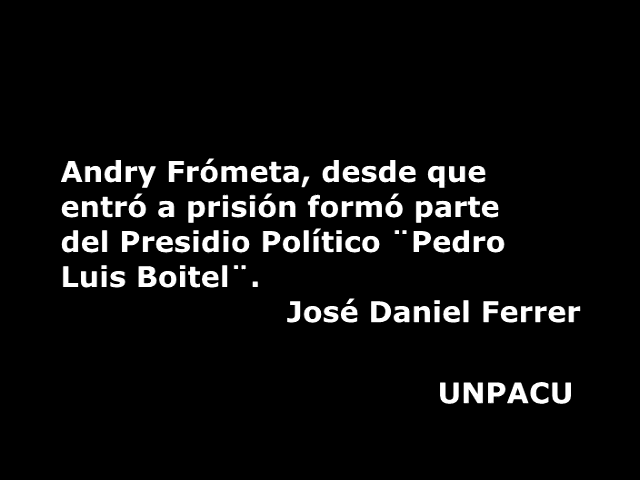 Andry Frómeta, desde que
entró a prisión formó parte
del Presidio Político ¨Pedro
Luis Boitel¨.
José Daniel Ferrer
UNPACU